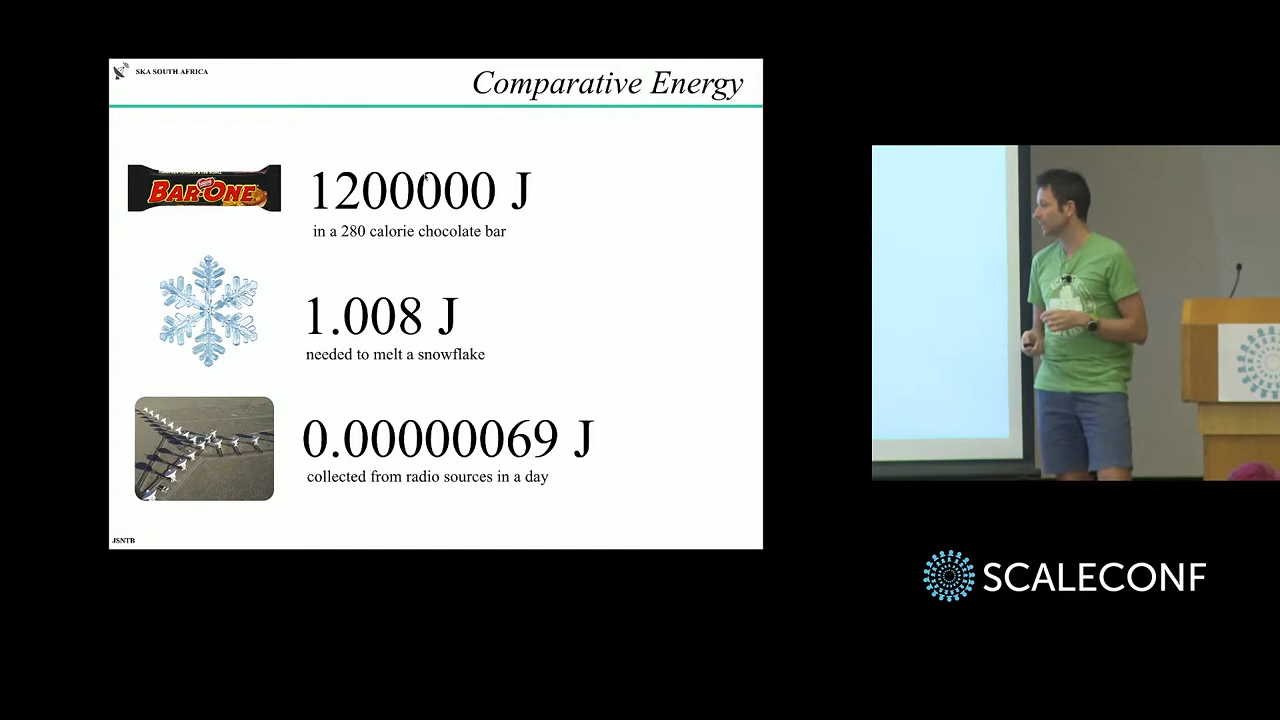 SKA SOUTH AFRICA
Comparative Energy
BAR·ONE
1200000 J
in a 280 calorie chocolate bar
1.008 J
needed to melt a snowflake
0.00000069 J
collected from radio sources in a day
JSNTB
SCALECONF